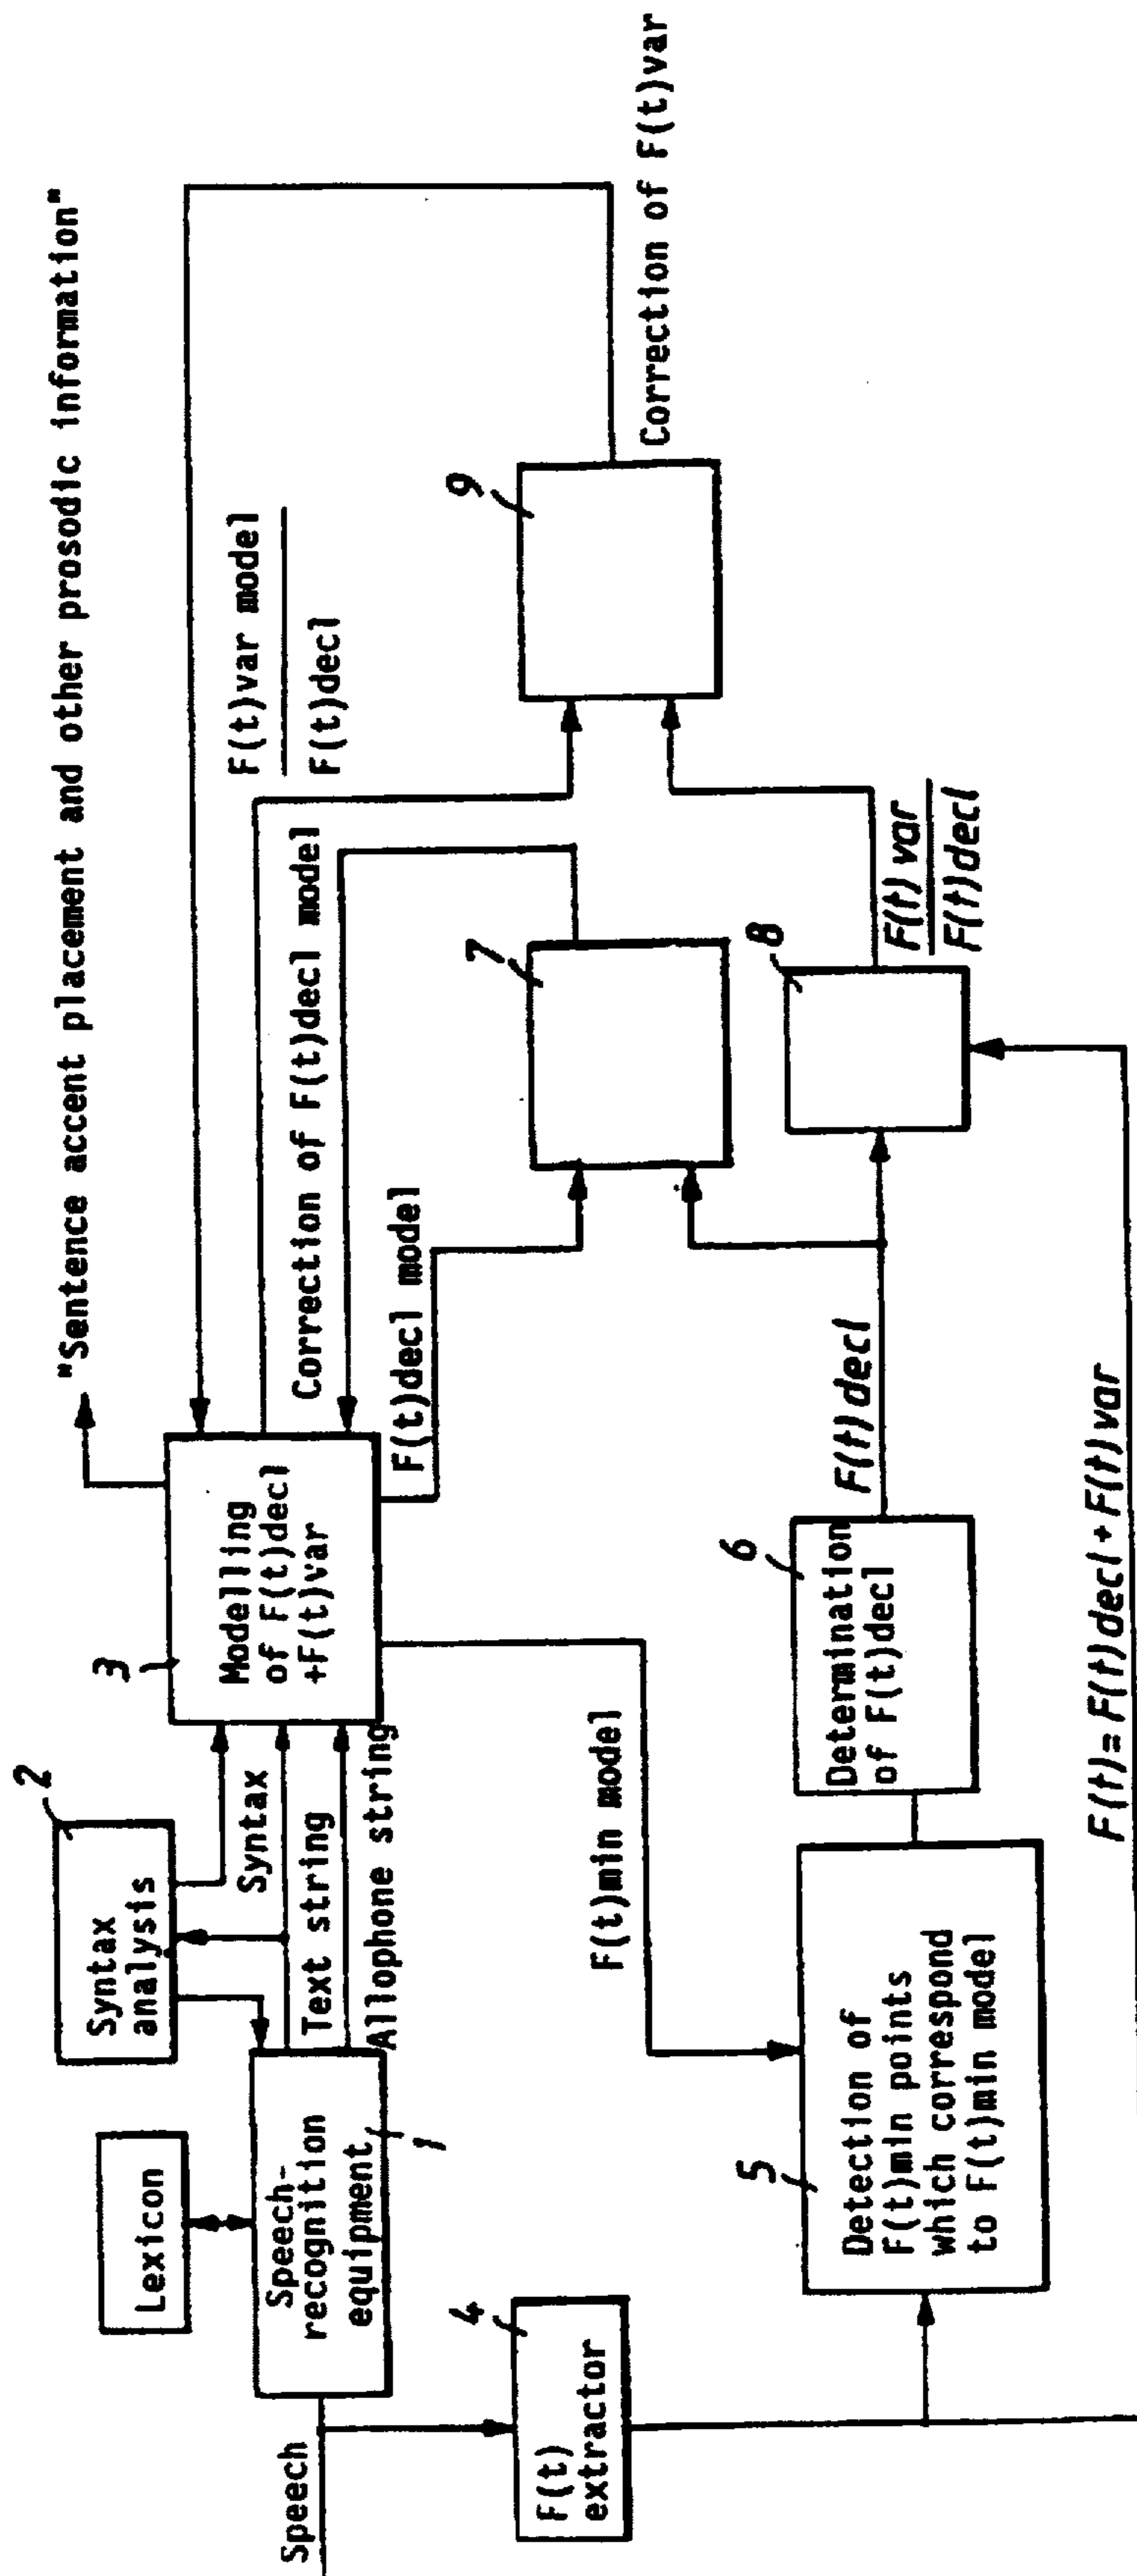 "Sentence accent placement and other prosodic information"
Lexicon
Syntax
analysis
2
Speech
Speech-
recognition
equipment
1
Syntax
Text string
Allophone string
3
Modelling
of F(t)decl
+F(t)var
F(t)var model
F(t)decl
Correction of F(t)decl model
F(t)decl model
F(t)min model
Correction of F(t)var
4
F(t)
extractor
5
Detection of
F(t)min points
which correspond
to F(t)min model
6
Determination
of F(t)decl
F(t)decl
7
8
9
F(t)var
F(t)decl
F(t)=F(t)decl+F(t)var